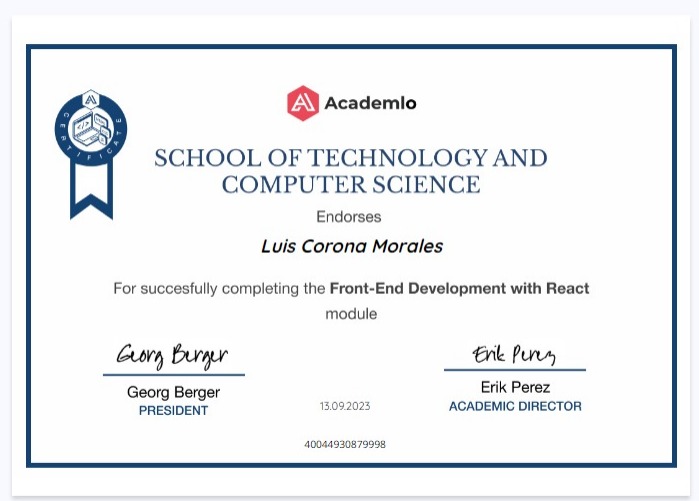 Academlo
CERTIFICATE
SCHOOL OF TECHNOLOGY AND
COMPUTER SCIENCE
Endorses
Luis Corona Morales
For succesfully completing the Front-End Development with React
module
Georg Berger
Erik Perez
Georg Berger
Erik Perez
PRESIDENT
13.09.2023
ACADEMIC DIRECTOR
40044930879998